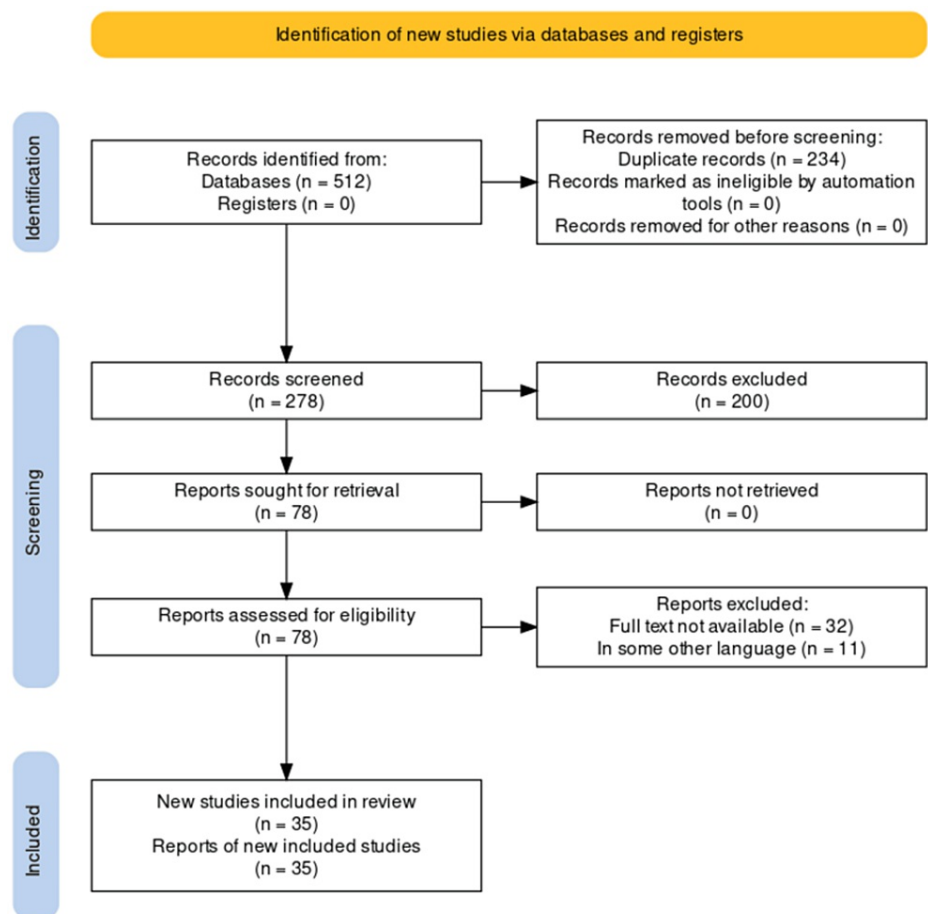 Identification of new studies via databases and registers
Identification
Records identified from:
Databases (n = 512)
Registers (n = 0)
Records removed before screening:
Duplicate records (n = 234)
Records marked as ineligible by automation
tools (n = 0)
Records removed for other reasons (n = 0)
Screening
Records screened
(n = 278)
Records excluded
(n = 200)
Reports sought for retrieval
(n = 78)
Reports not retrieved
(n = 0)
Reports assessed for eligibility
(n = 78)
Reports excluded:
Full text not available (n = 32)
In some other language (n = 11)
Included
New studies included in review
(n = 35)
Reports of new included studies
(n = 35)